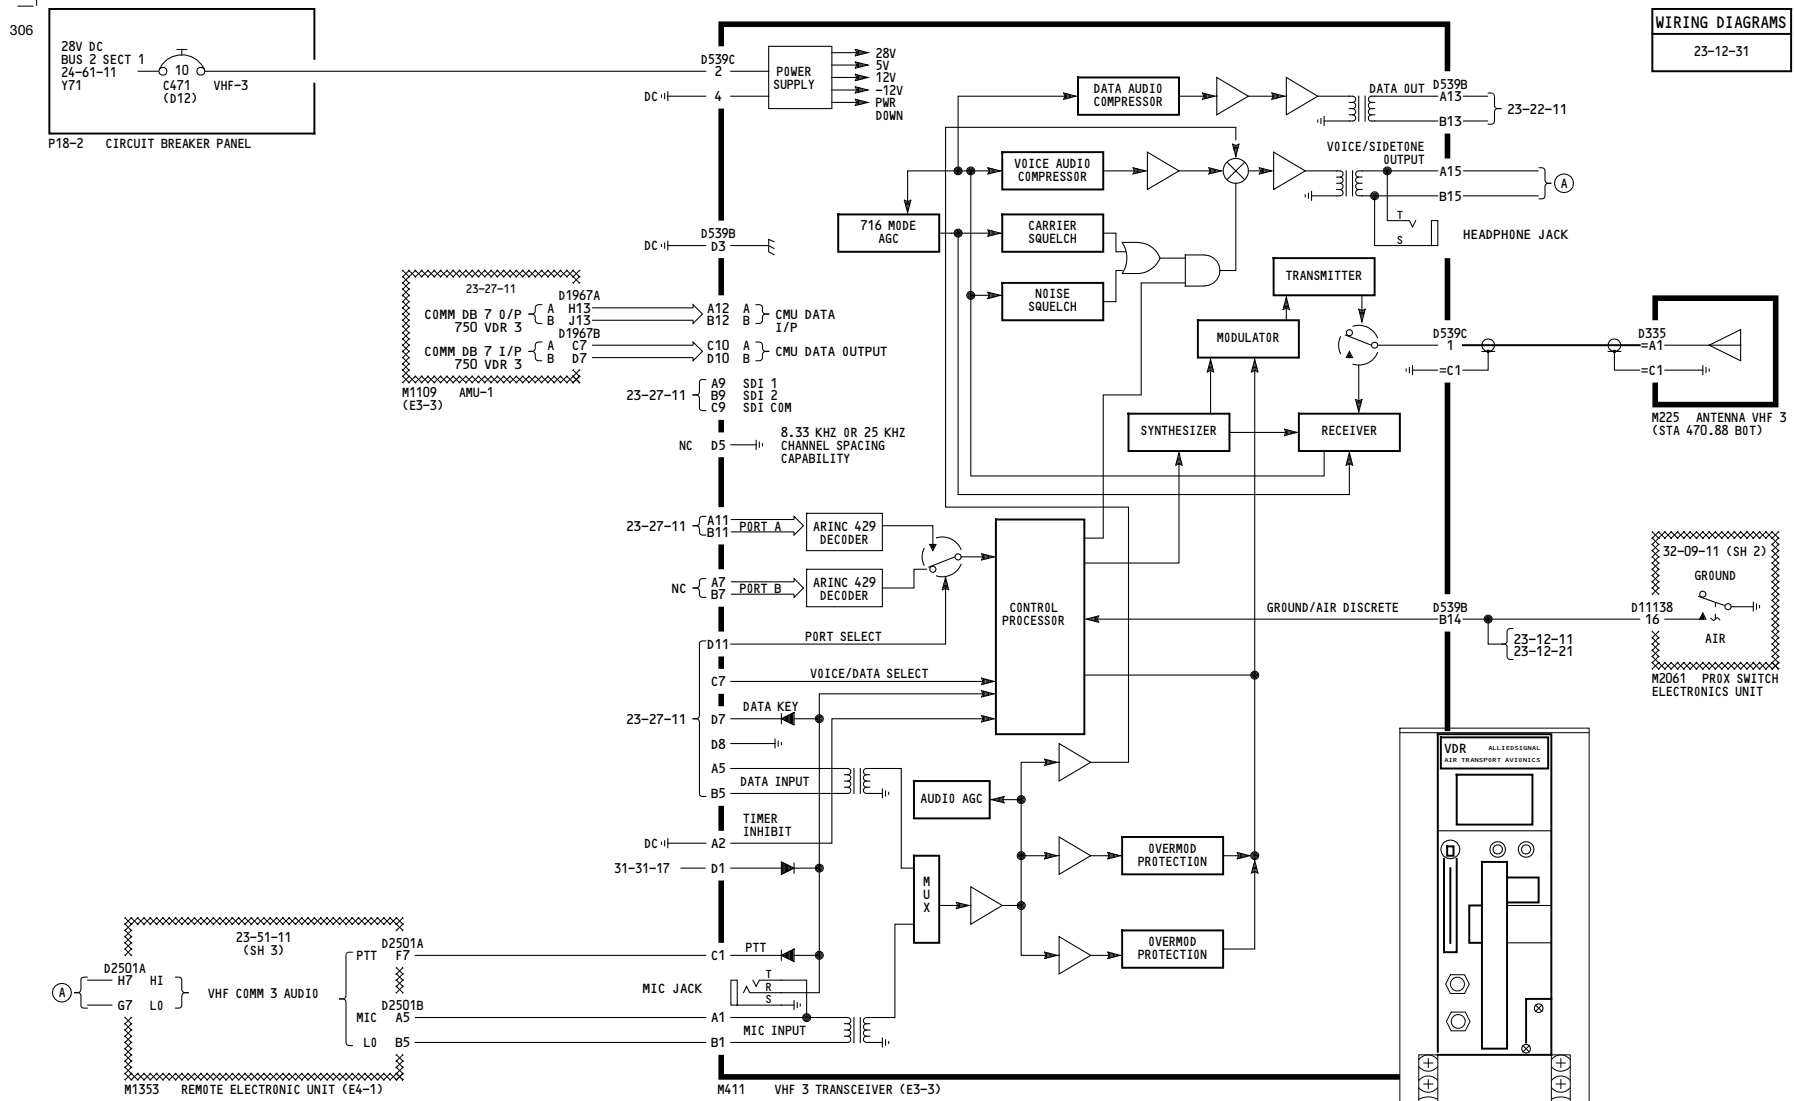 306
28V DC
BUS 2 SECT 1
24-61-11
Y71
10
C471
(D12)
VHF-3
P18-2 CIRCUIT BREAKER PANEL
WIRING DIAGRAMS
23-12-31
D539C
2
DC
4
POWER
SUPPLY
28V
5V
12V
-12V
PWR
DOWN
DATA AUDIO
COMPRESSOR
DATA OUT
D539B
A13
B13
23-22-11
VOICE AUDIO
COMPRESSOR
VOICE/SIDETONE
OUTPUT
A15
B15
A
T
S
HEADPHONE JACK
716 MODE
AGC
CARRIER
SQUELCH
NOISE
SQUELCH
D539B
DC
D3
TRANSMITTER
MODULATOR
SYNTHESIZER
RECEIVER
D539C
1
=C1
D335
=A1
=C1
M225 ANTENNA VHF 3
(STA 470.88 BOT)
23-27-11
D1967A
COMM DB 7 O/P
750 VDR 3
A H13
B J13
D1967B
COMM DB 7 I/P
750 VDR 3
A C7
B D7
M1109 AMU-1
(E3-3)
A12 A
B12 B
CMU DATA
I/P
C10 A
D10 B
CMU DATA OUTPUT
23-27-11
A9 SDI 1
B9 SDI 2
C9 SDI COM
NC D5
8.33 KHZ OR 25 KHZ
CHANNEL SPACING
CAPABILITY
23-27-11
A11
B11
PORT A
ARINC 429
DECODER
NC
A7
B7
PORT B
ARINC 429
DECODER
CONTROL
PROCESSOR
GROUND/AIR DISCRETE
D539B
B14
23-12-11
23-12-21
D11138
16
32-09-11 (SH 2)
GROUND
AIR
M2061 PROX SWITCH
ELECTRONICS UNIT
23-27-11
D11
PORT SELECT
C7
VOICE/DATA SELECT
D7
DATA KEY
D8
A5
DATA INPUT
B5
TIMER
INHIBIT
DC
A2
31-31-17
D1
AUDIO AGC
MUX
OVERMOD
PROTECTION
OVERMOD
PROTECTION
VDR ALLIEDSIGNAL
AIR TRANSPORT AVIONICS
C1
PTT
MIC JACK
T
R
S
A1
MIC INPUT
B1
23-51-11
(SH 3)
D2501A
PTT F7
D2501A
A
H7 HI
G7 LO
VHF COMM 3 AUDIO
D2501B
MIC A5
LO B5
M1353 REMOTE ELECTRONIC UNIT (E4-1)
M411 VHF 3 TRANSCEIVER (E3-3)